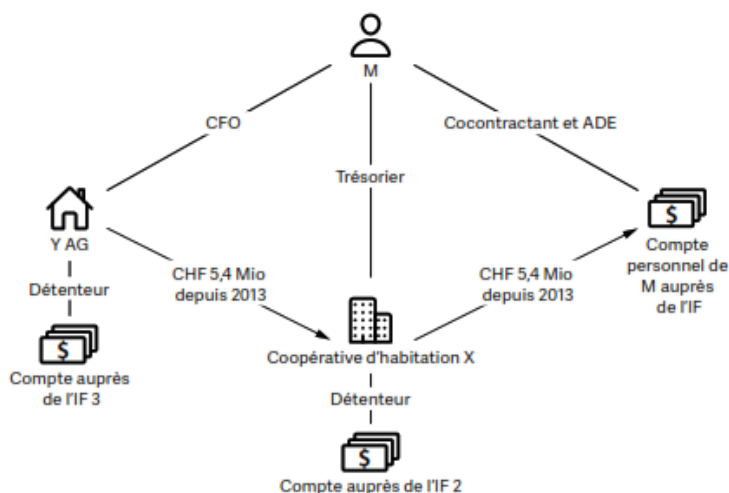 M
CFO
Cocontractant et ADE
Trésorier
$
Y AG
Compte
personnel de
M auprès
de l'IF
CHF 5,4 Mio
depuis 2013
CHF 5,4 Mio
depuis 2013
Détenteur
$
Compte auprès
de l'IF 3
Coopérative d'habitation X
Détenteur
$
Compte auprès de l'IF 2